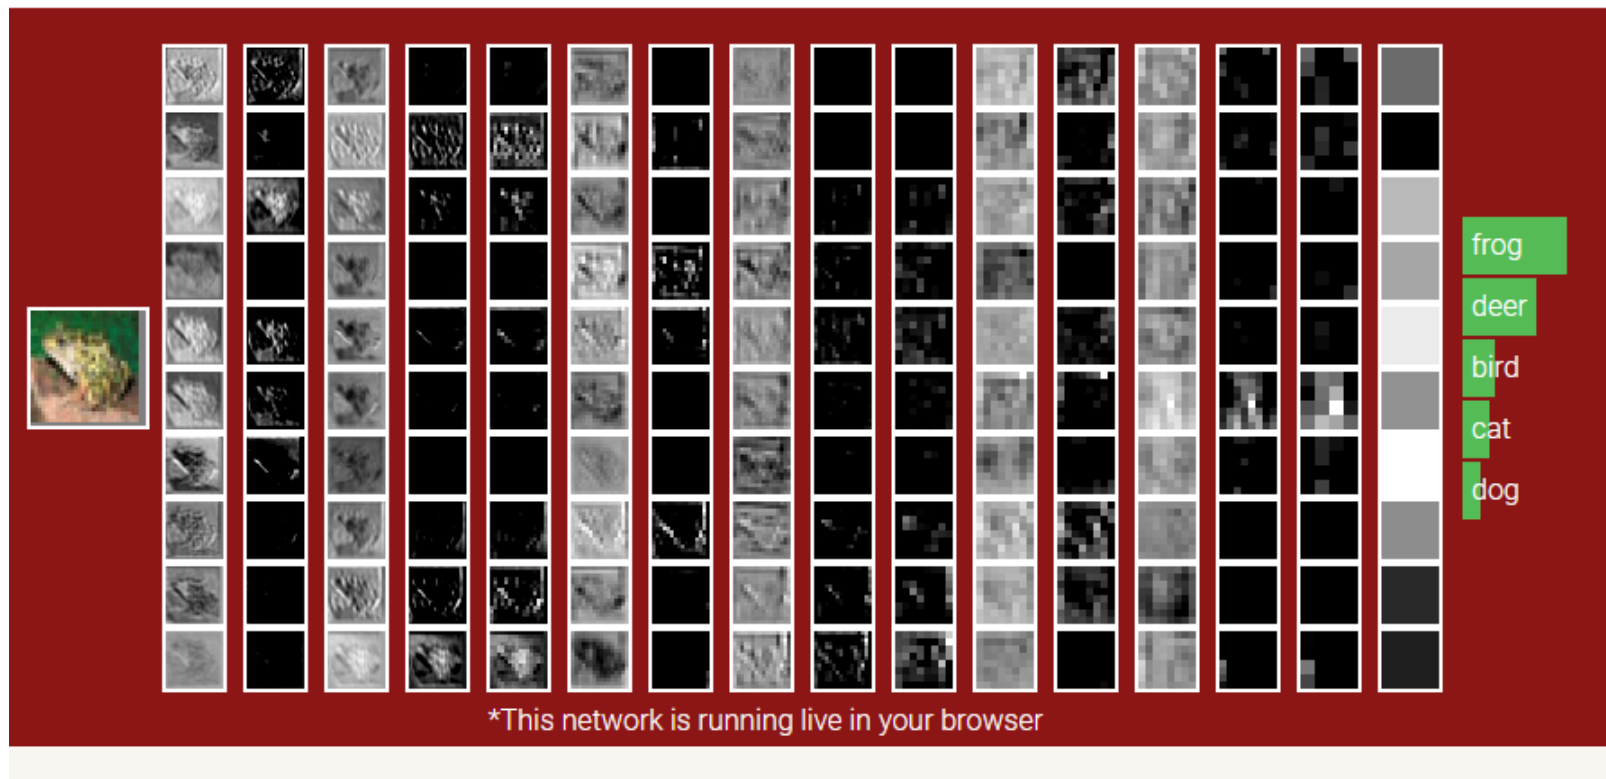 frog
deer
bird
cat
dog
*This network is running live in your browser